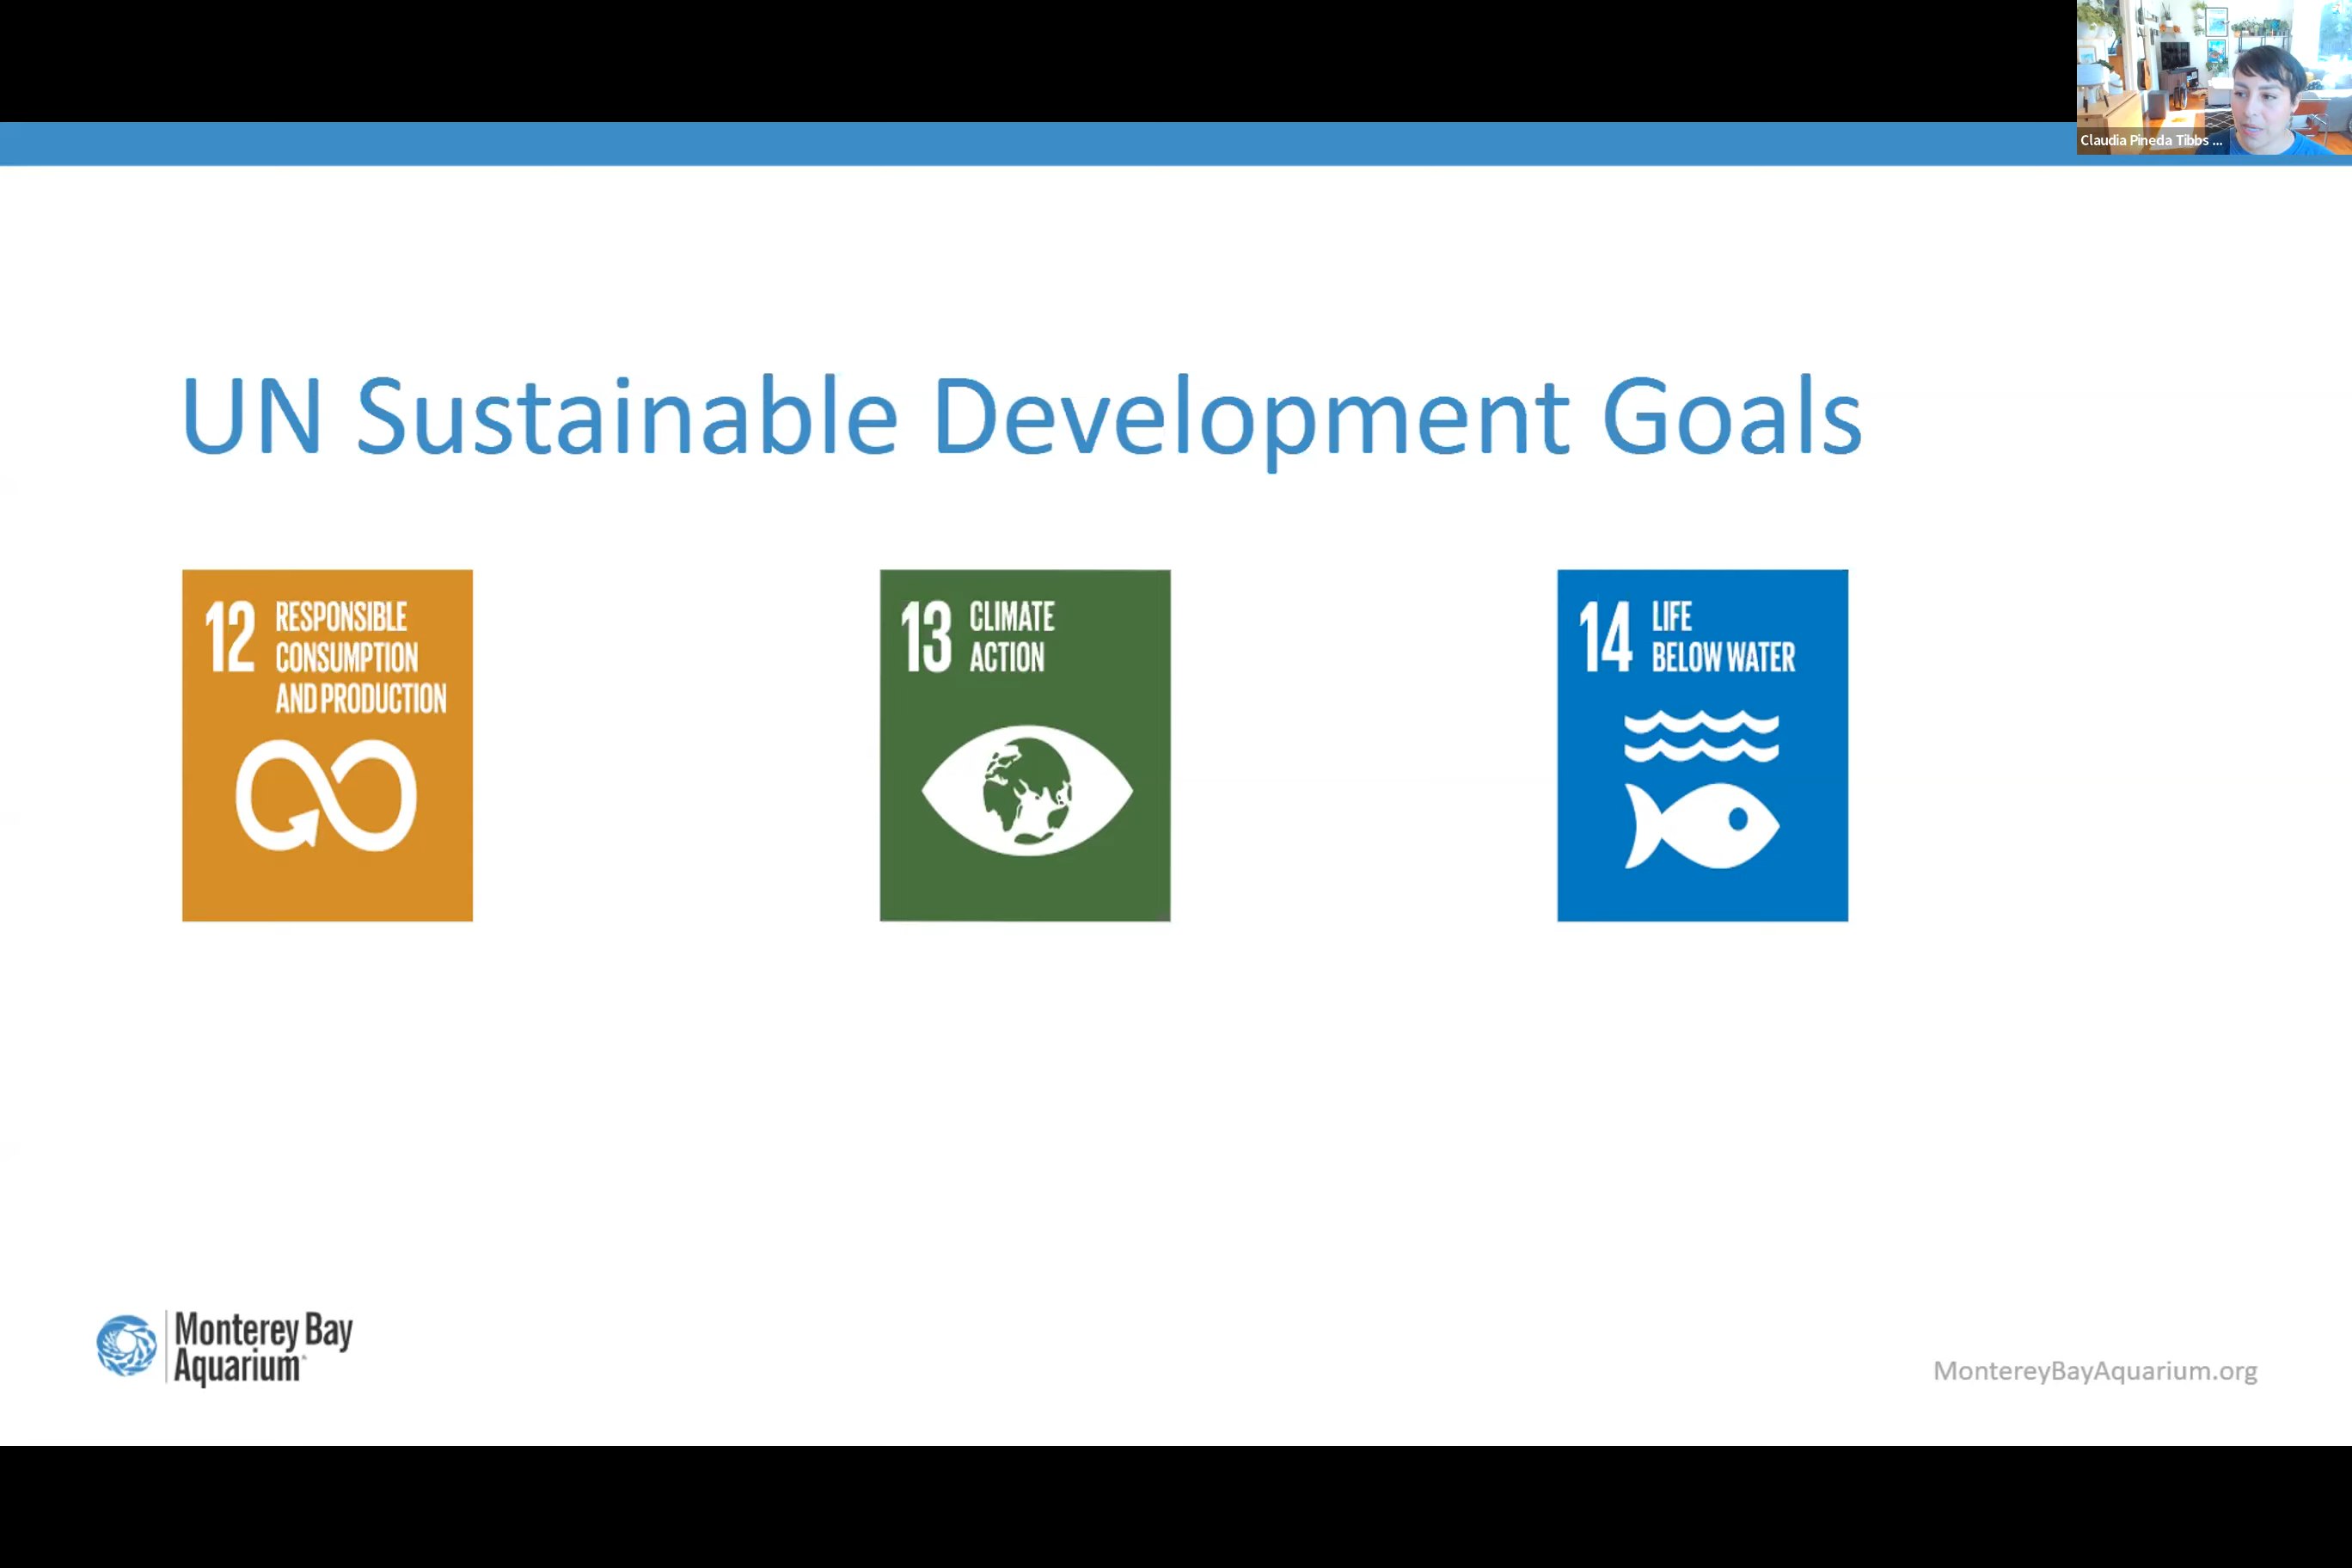 Claudia Pineda Tibbs ...
UN Sustainable Development Goals
12 RESPONSIBLE
CONSUMPTION
AND PRODUCTION
13 CLIMATE
ACTION
14 LIFE
BELOW WATER
Monterey Bay
Aquarium
MontereyBayAquarium.org